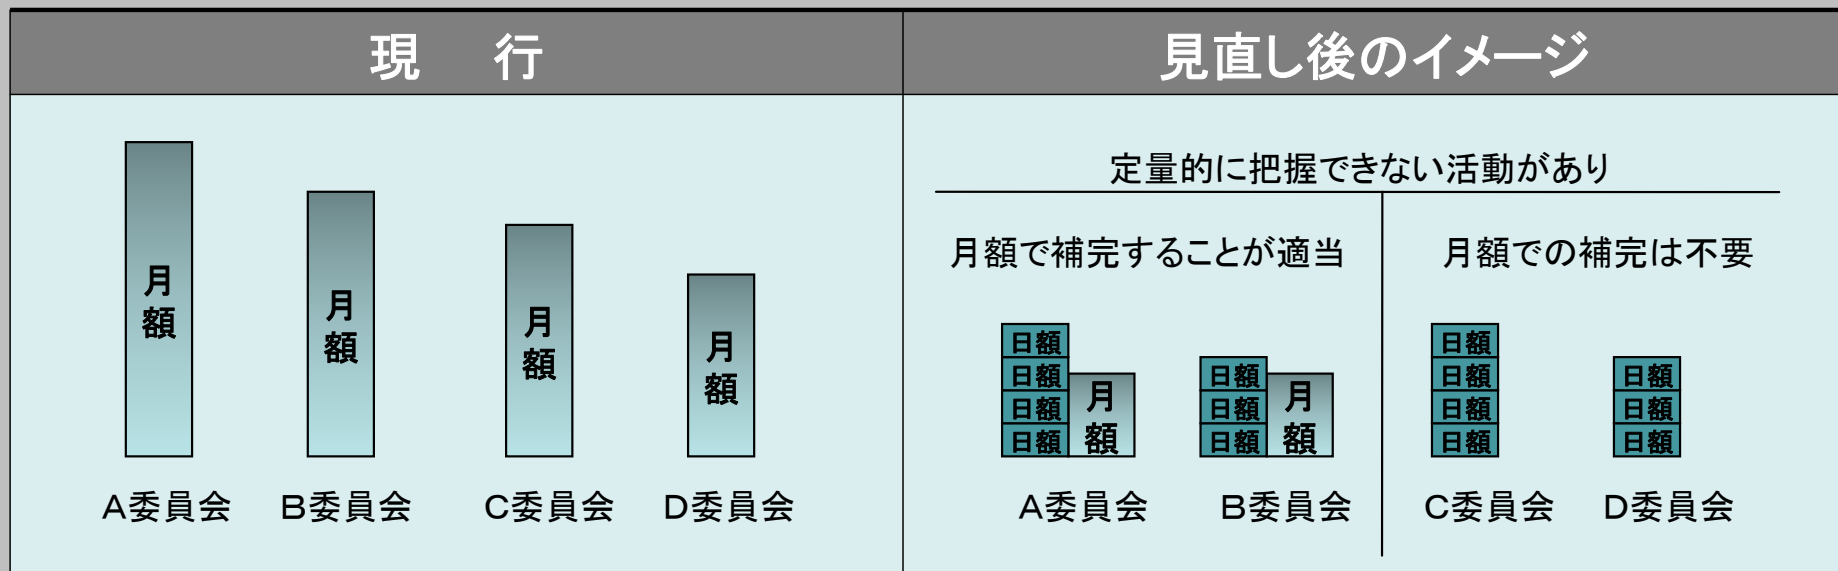 現　行
見直し後のイメージ
月額
月額
月額
月額
A委員会
B委員会
C委員会
D委員会
定量的に把握できない活動があり
月額で補完することが適当
月額での補完は不要
日額
日額
日額
日額
月額
日額
日額
日額
月額
日額
日額
日額
日額
日額
日額
日額
A委員会
B委員会
C委員会
D委員会